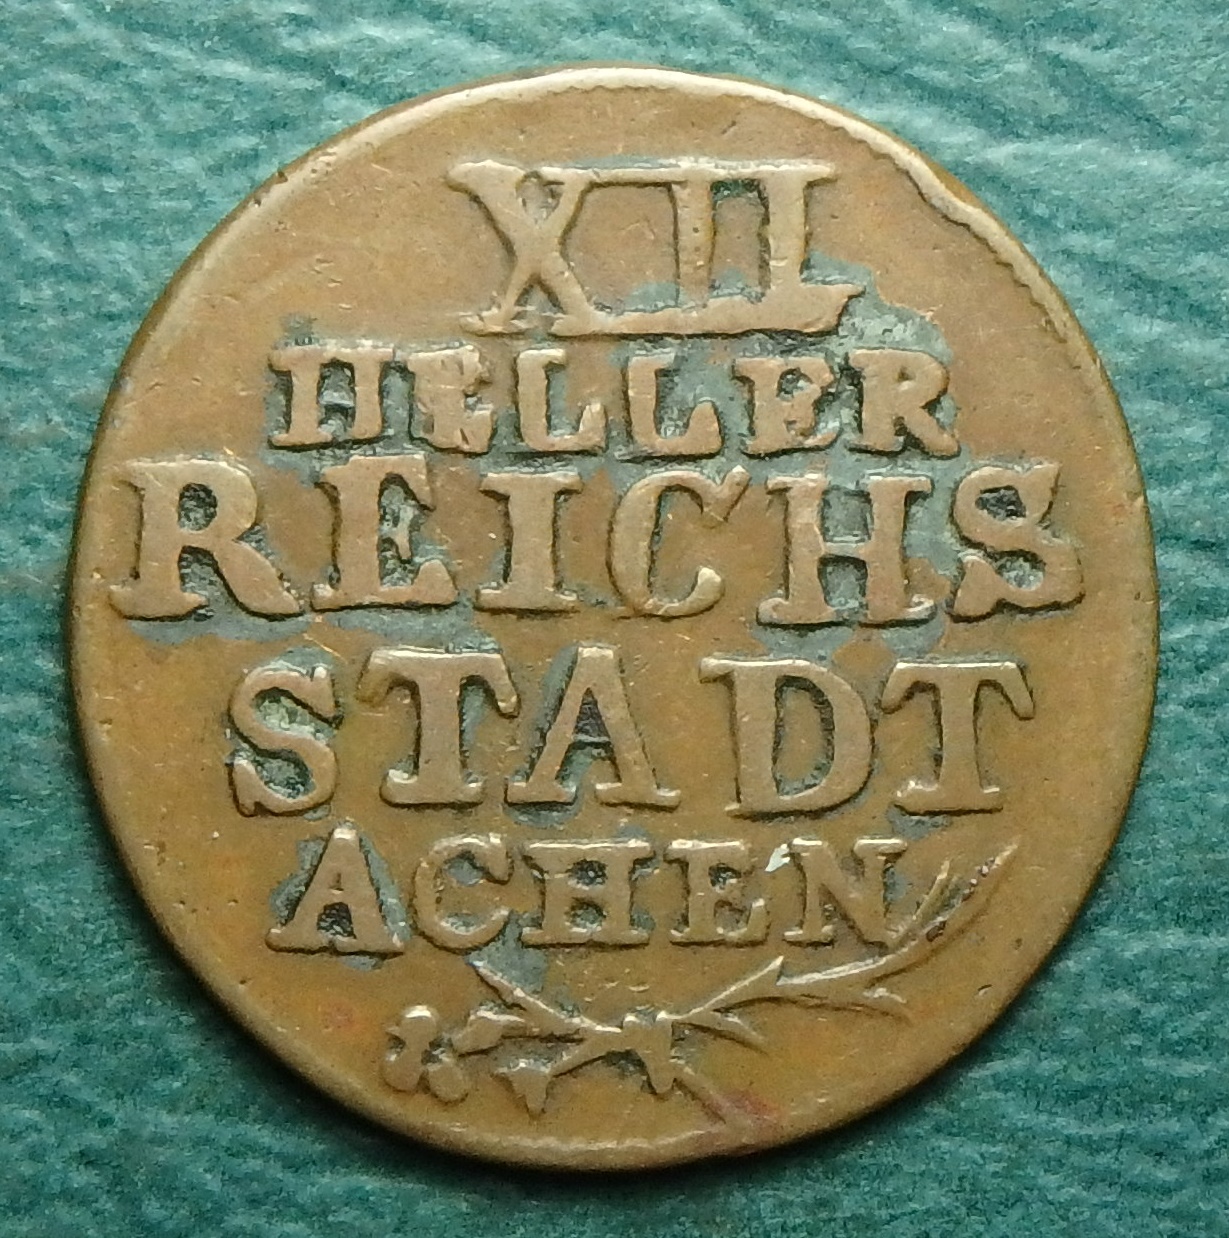 XII
HELLER
REICHS
STADT
ACHEN